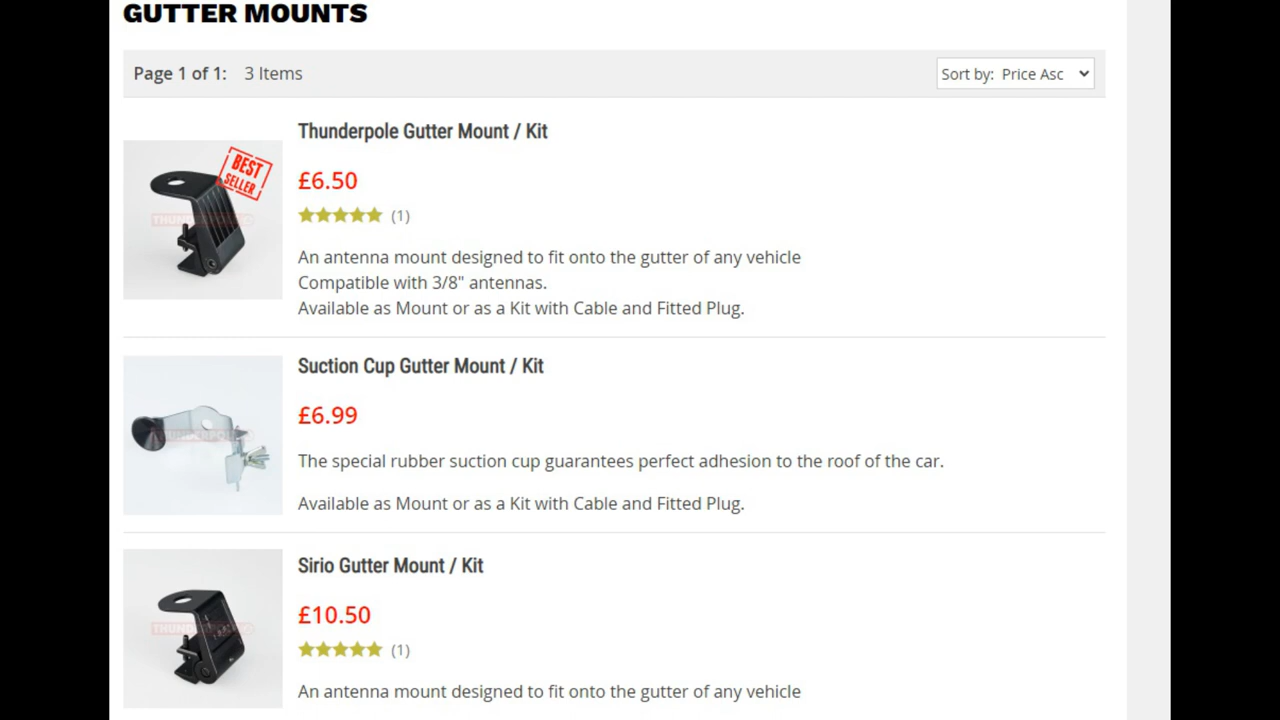 GUTTER MOUNTS
Page 1 of 1: 3 Items
Sort by: Price Asc
Thunderpole Gutter Mount / Kit
BEST
SELLER
£6.50
(1)
An antenna mount designed to fit onto the gutter of any vehicle
Compatible with 3/8" antennas.
Available as Mount or as a Kit with Cable and Fitted Plug.
Suction Cup Gutter Mount / Kit
£6.99
THUNDERPOLE
The special rubber suction cup guarantees perfect adhesion to the roof of the car.
Available as Mount or as a Kit with Cable and Fitted Plug.
Sirio Gutter Mount / Kit
£10.50
(1)
An antenna mount designed to fit onto the gutter of any vehicle